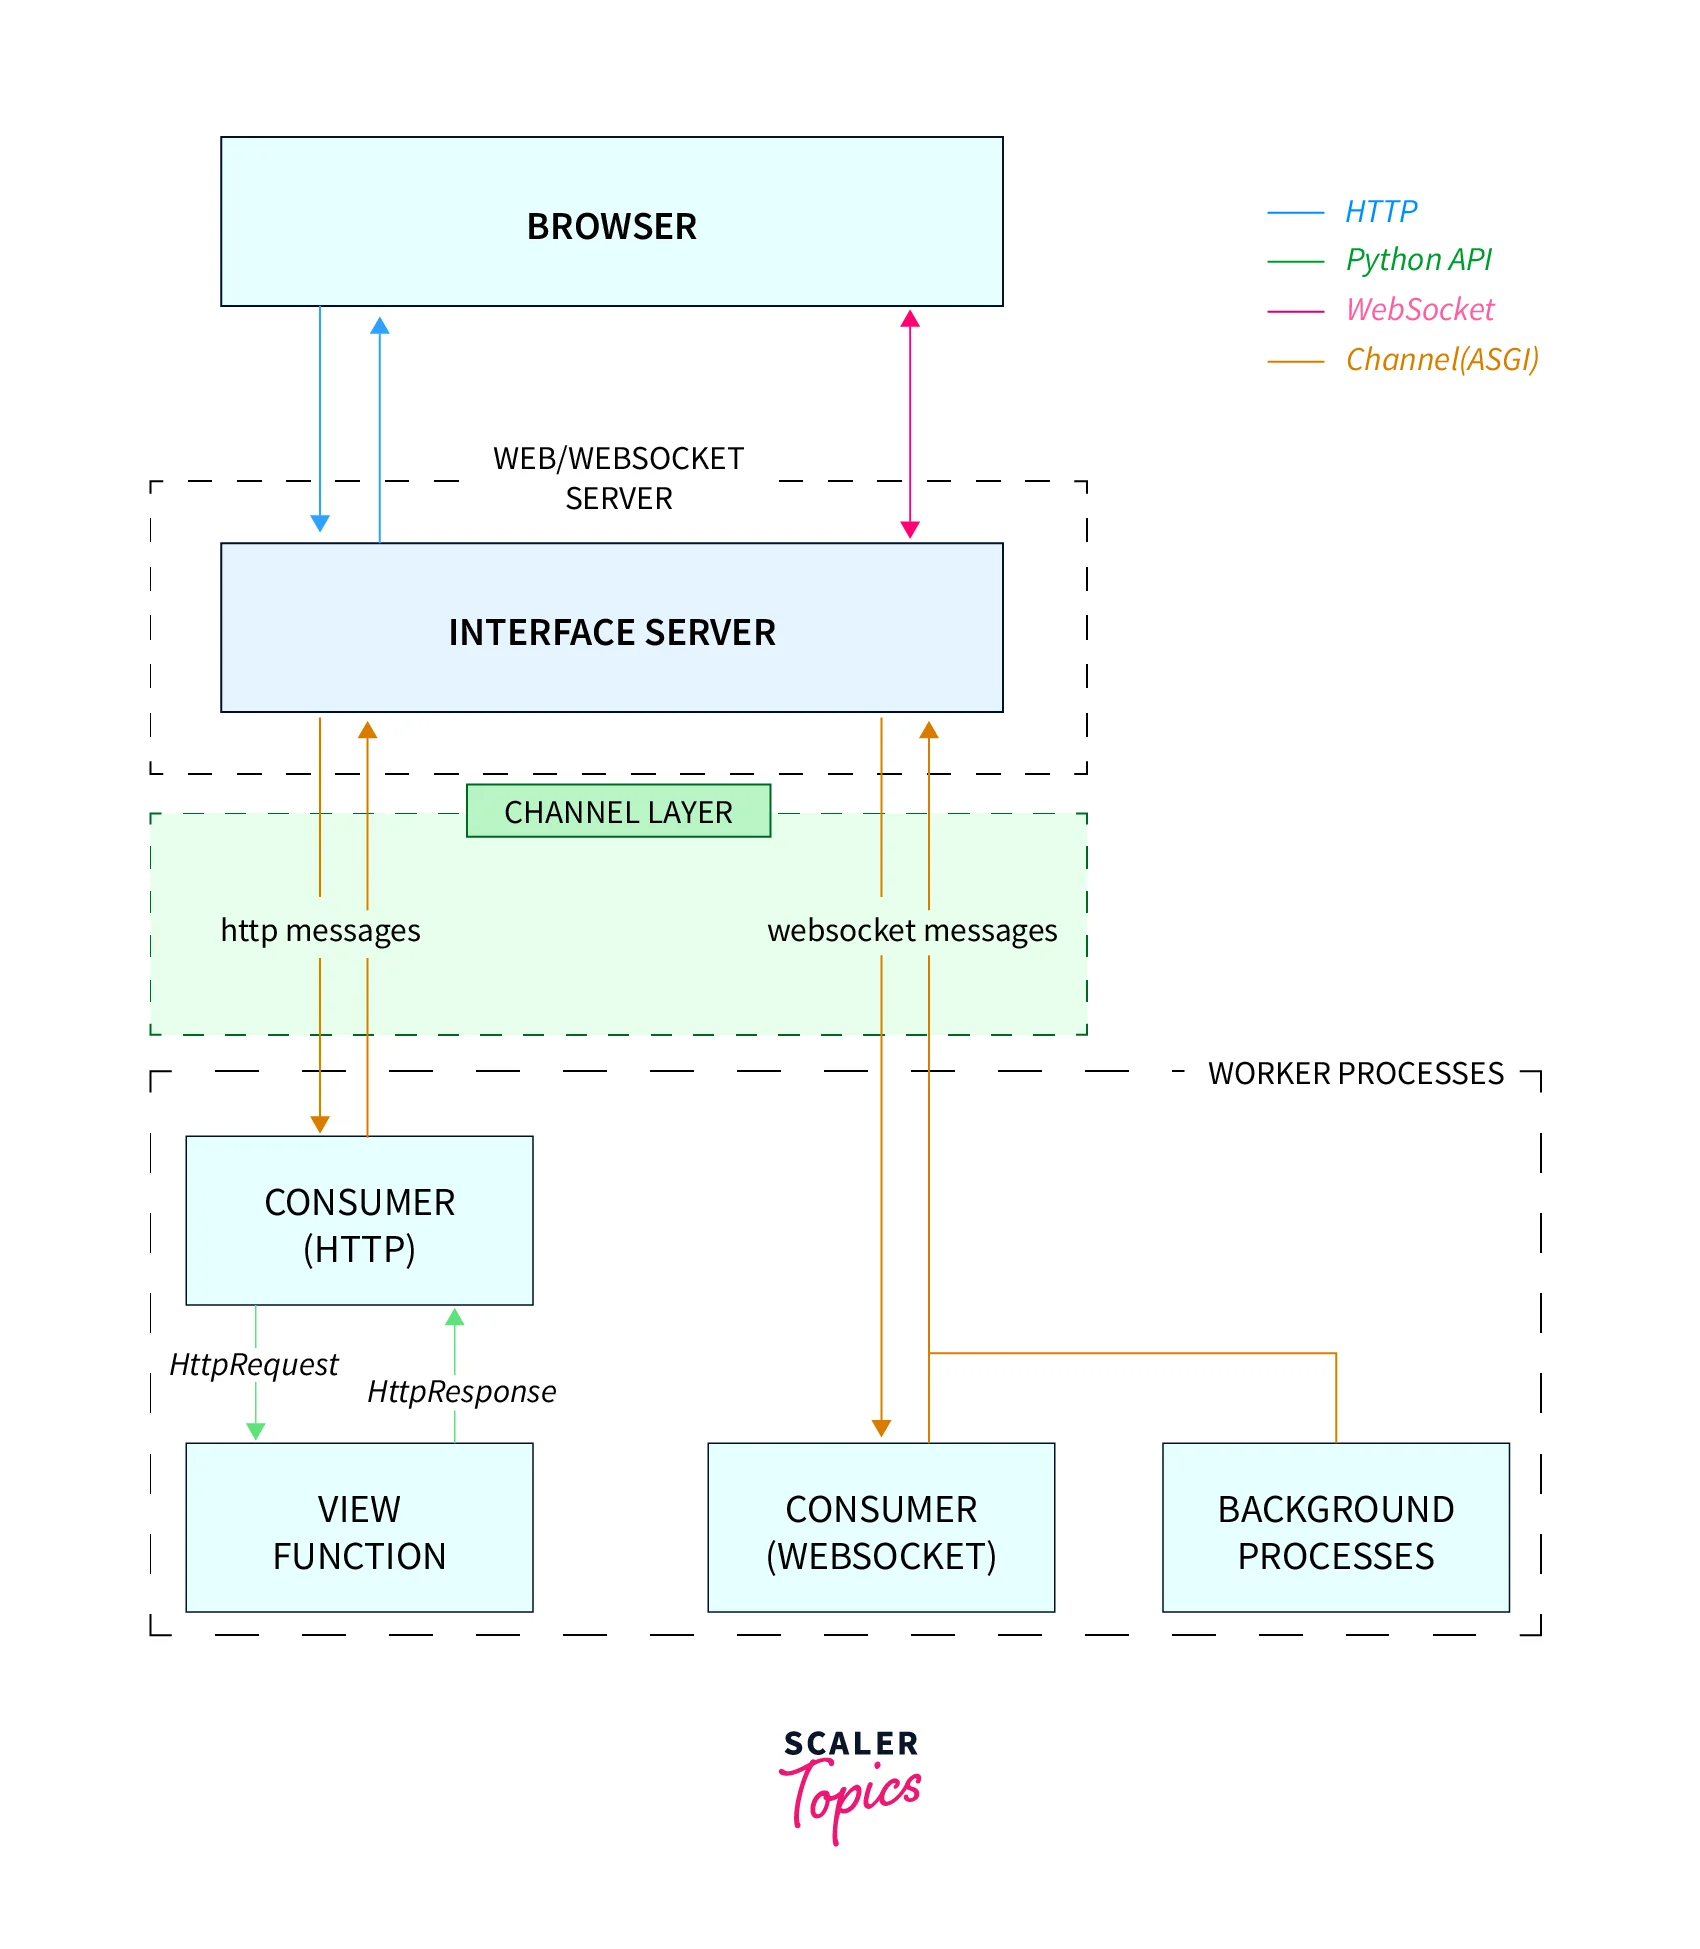 BROWSER
HTTP
Python API
WebSocket
Channel(ASGI)
WEB/WEBSOCKET
SERVER
INTERFACE SERVER
CHANNEL LAYER
http messages
websocket messages
WORKER PROCESSES
CONSUMER
(HTTP)
HttpRequest
HttpResponse
VIEW
FUNCTION
CONSUMER
(WEBSOCKET)
BACKGROUND
PROCESSES
SCALER
Topics